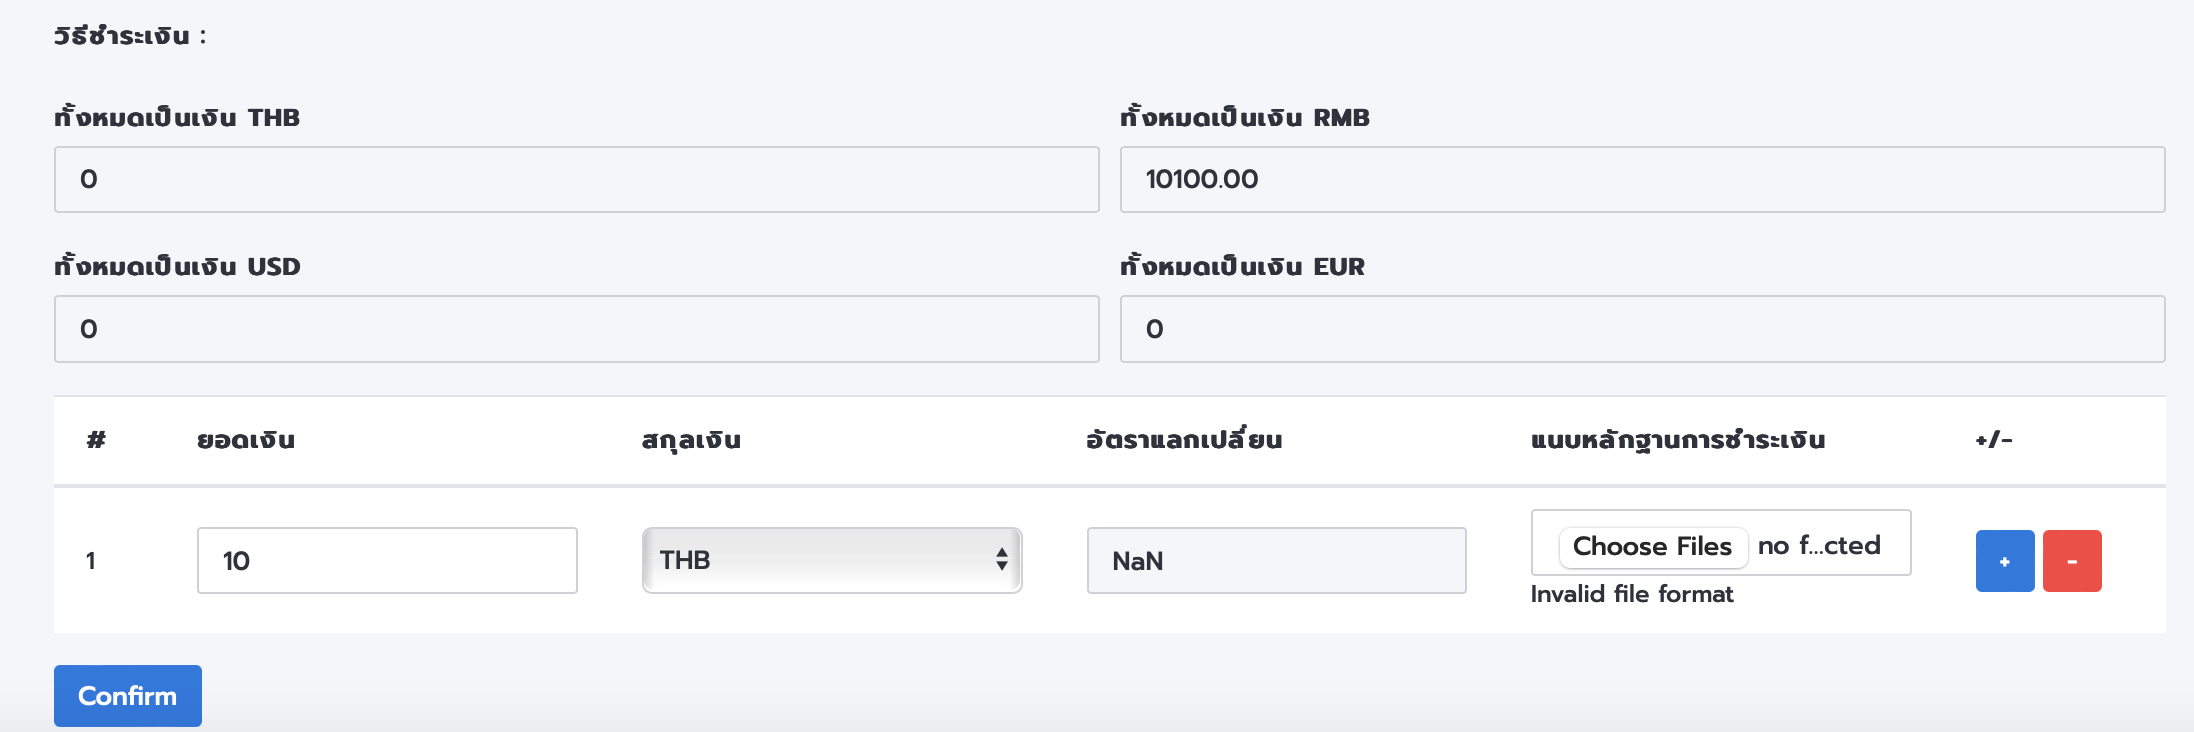 วิธีชำระเงิน :
ทั้งหมดเป็นเงิน THB
ทั้งหมดเป็นเงิน RMB
0
10100.00
ทั้งหมดเป็นเงิน USD
ทั้งหมดเป็นเงิน EUR
0
0
# ยอดเงิน สกุลเงิน อัตราแลกเปลี่ยน แนบหลักฐานการชำระเงิน +/-
1 10 THB NaN Choose Files no f...cted + -
Invalid file format
Confirm